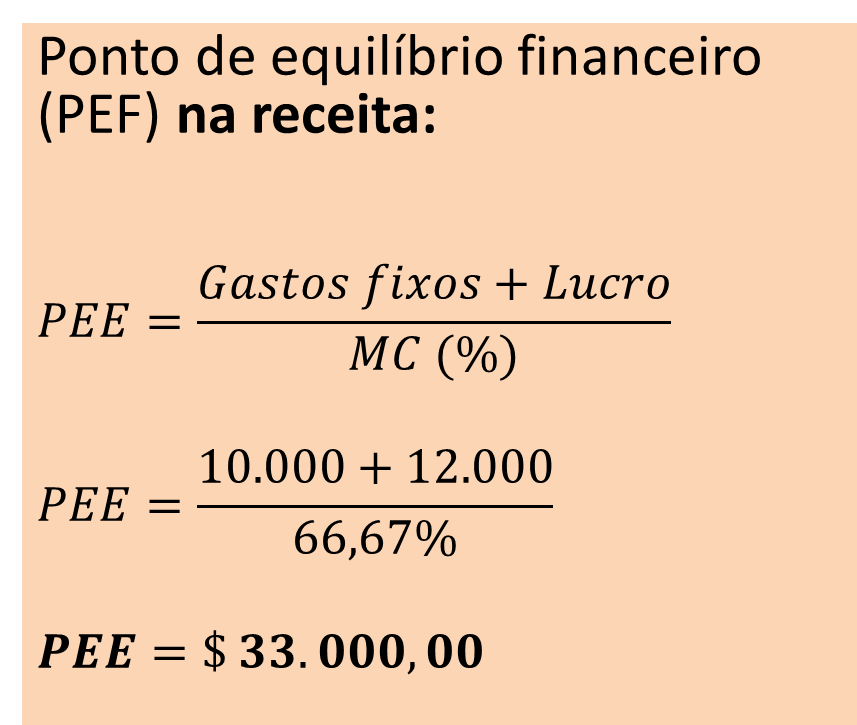 Ponto de equilíbrio financeiro
(PEF) na receita:
PEE = Gastos fixos + Lucro
MC (%)
PEE = 10.000 + 12.000
66,67%
PEE = $ 33.000,00